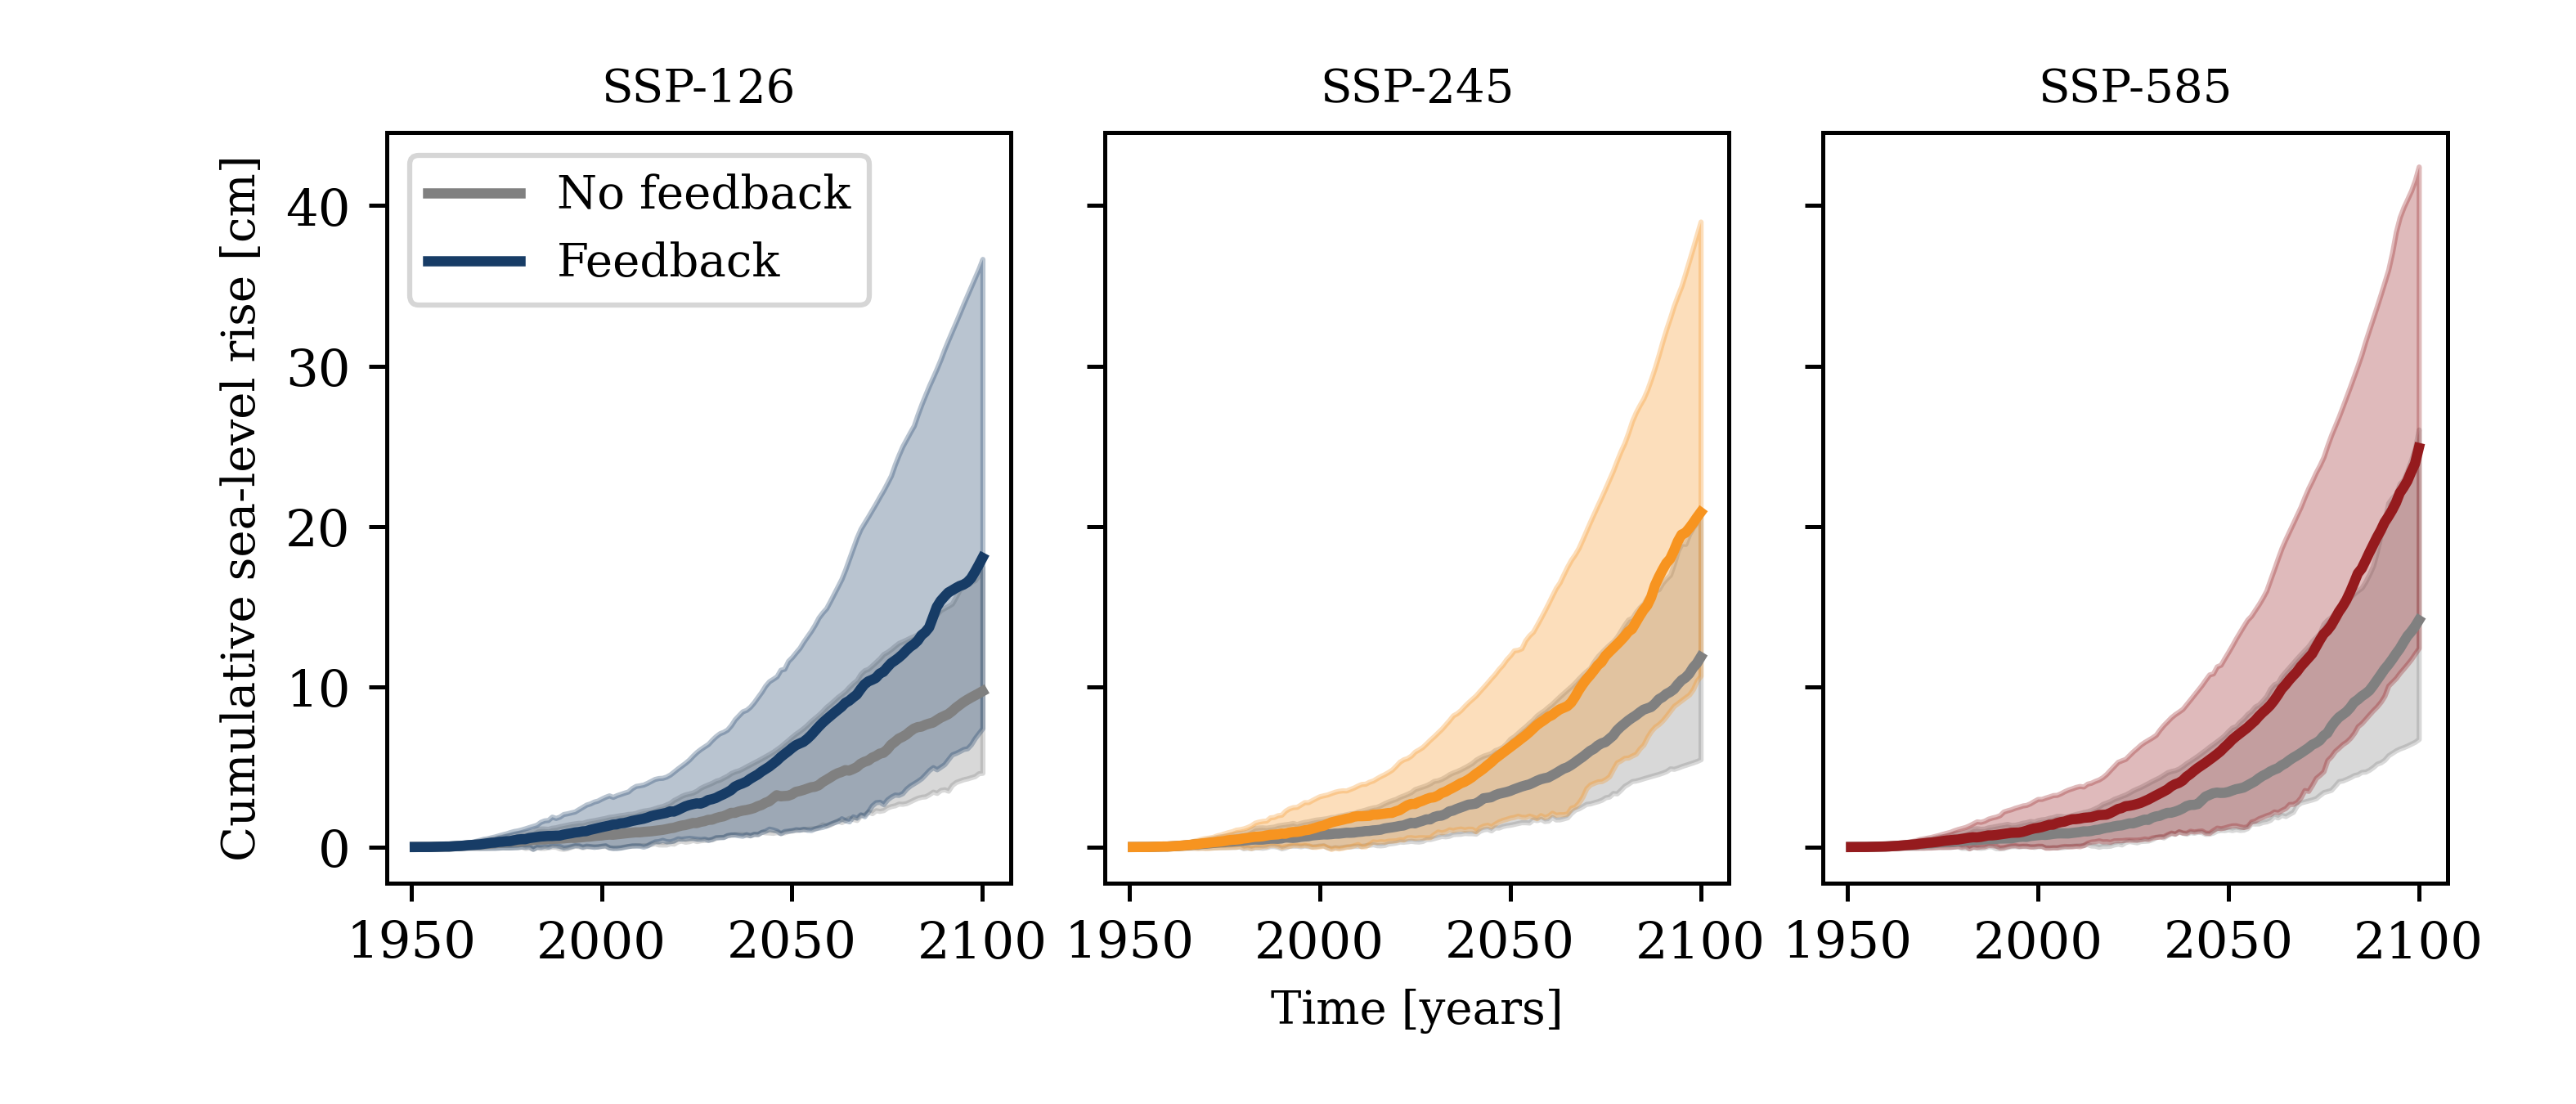 SSP-126
SSP-245
SSP-585
Cumulative sea-level rise [cm]
No feedback
Feedback
40
30
20
10
0
1950 2000 2050 2100
1950 2000 2050 2100
1950 2000 2050 2100
Time [years]